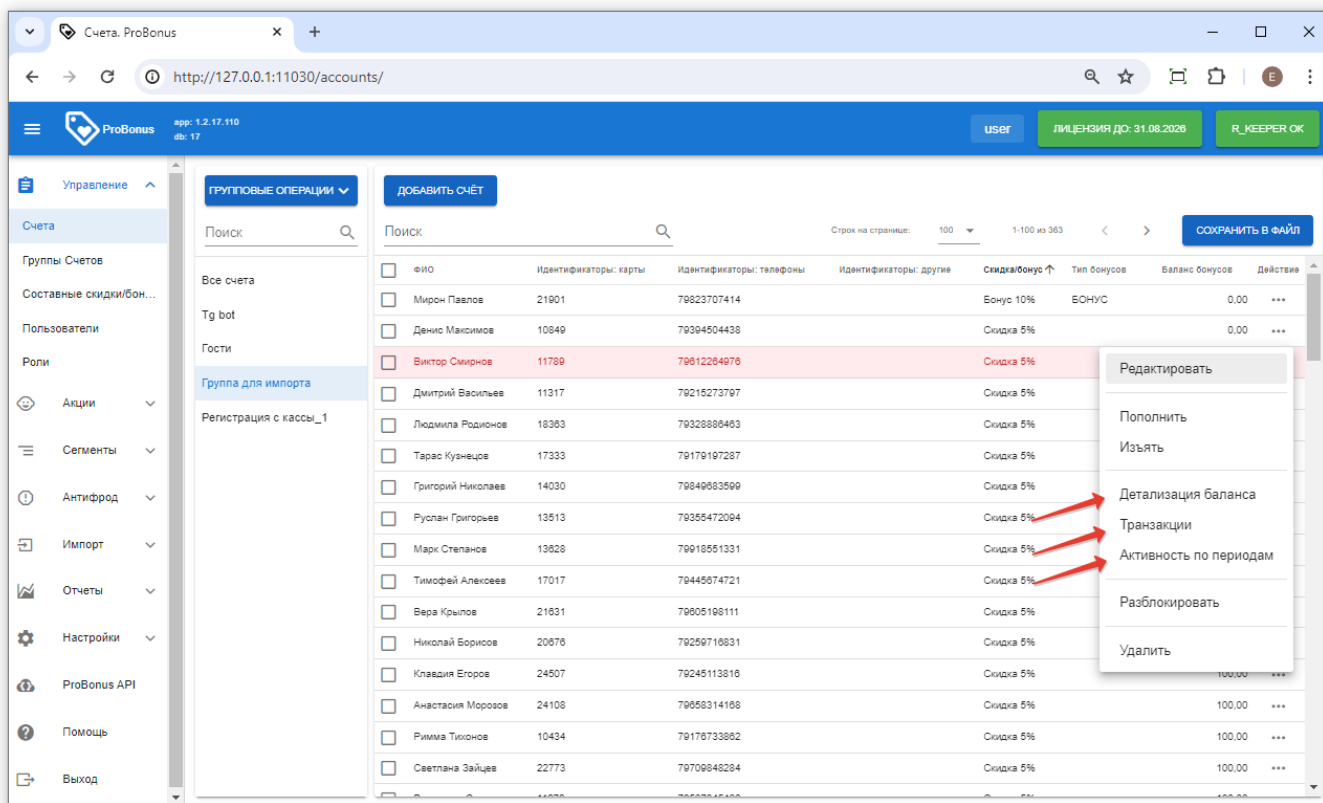 Счета. ProBonus
http://127.0.0.1:11030/accounts/
E
ProBonus
app: 1.2.17.110
db: 17
user
ЛИЦЕНЗИЯ ДО: 31.08.2026
R_KEEPER OK
Управление
Счета
Группы Счетов
Составные скидки/бон...
Пользователи
Роли
Акции
Сегменты
Антифрод
Импорт
Отчеты
Настройки
ProBonus API
Помощь
Выход
ГРУППОВЫЕ ОПЕРАЦИИ
Поиск
Все счета
Tg bot
Гости
Группа для импорта
Регистрация с кассы_1
ДОБАВИТЬ СЧЁТ
Поиск
Строк на странице: 100 1-100 из 363
СОХРАНИТЬ В ФАЙЛ
ФИО Идентификаторы: карты Идентификаторы: телефоны Идентификаторы: другие Скидка/бонус Тип бонусов Баланс бонусов Действие
Мирон Павлов 21901 79823707414 Бонус 10% БОНУС 0,00
Денис Максимов 10849 79394504438 Скидка 5% 0,00
Виктор Смирнов 11789 79612264976 Скидка 5%
Дмитрий Васильев 11317 79215273797 Скидка 5%
Людмила Родионов 18363 79328886463 Скидка 5%
Тарас Кузнецов 17333 79179197287 Скидка 5%
Григорий Николаев 14030 79849683599 Скидка 5%
Руслан Григорьев 13513 79355472094 Скидка 5%
Марк Степанов 13628 79918551331 Скидка 5%
Тимофей Алексеев 17017 79445674721 Скидка 5%
Вера Крылов 21631 79605198111 Скидка 5%
Николай Борисов 20676 79259716831 Скидка 5%
Клавдия Егоров 24507 79245113816 Скидка 5% 100,00
Анастасия Морозов 24108 79658314168 Скидка 5% 100,00
Римма Тихонов 10434 79176733862 Скидка 5% 100,00
Светлана Зайцев 22773 79709848284 Скидка 5% 100,00
Редактировать
Пополнить
Изъять
Детализация баланса
Транзакции
Активность по периодам
Разблокировать
Удалить